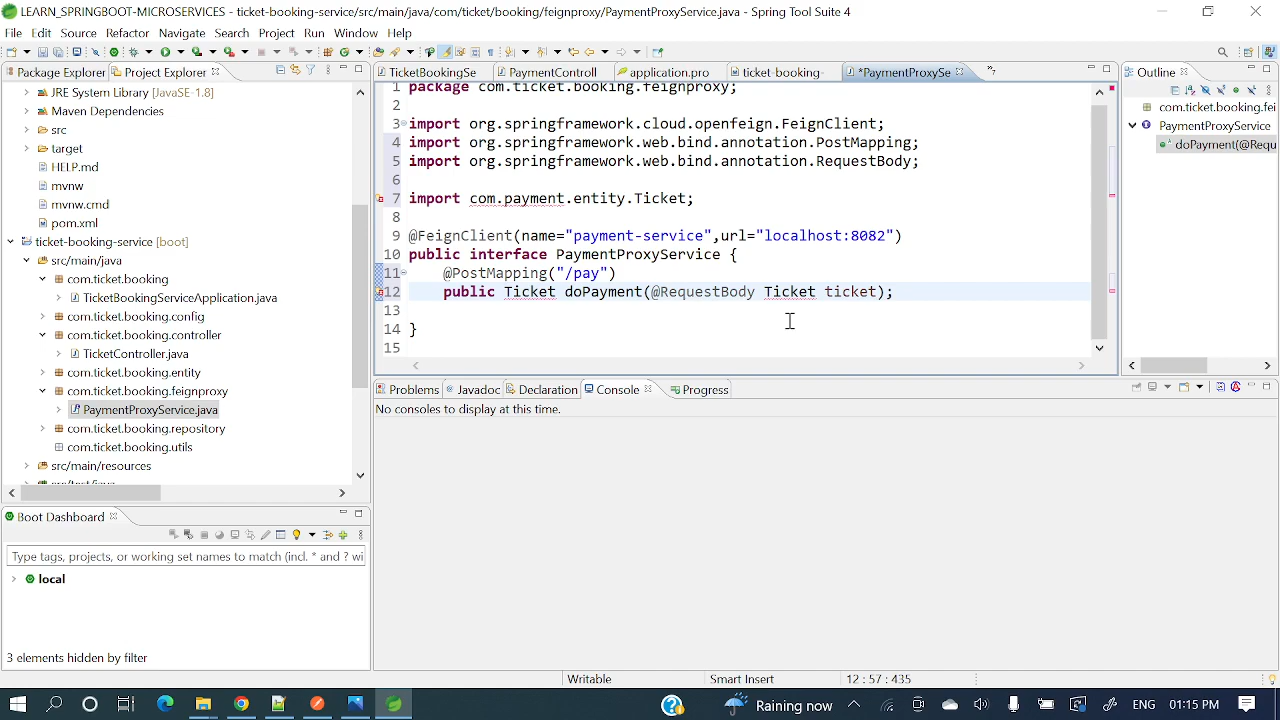 LEARN_SPRINGBOOT-MICROSERVICES - ticket-booking-service/src/main/java/com/ticket/booking/feignproxy/PaymentProxyService.java - Spring Tool Suite 4
File Edit Source Refactor Navigate Search Project Run Window Help
Package Explorer Project Explorer
JRE System Library [JavaSE-1.8]
Maven Dependencies
src
target
HELP.md
mvnw
mvnw.cmd
pom.xml
ticket-booking-service [boot]
src/main/java
com.ticket.booking
TicketBookingServiceApplication.java
com.ticket.booking.config
com.ticket.booking.controller
TicketController.java
com.ticket.booking.entity
com.ticket.booking.feignproxy
PaymentProxyService.java
com.ticket.booking.repository
com.ticket.booking.utils
src/main/resources
TicketBookingSe PaymentControll application.pro ticket-booking- *PaymentProxySe
1 package com.ticket.booking.feignproxy;
2
3 import org.springframework.cloud.openfeign.FeignClient;
4 import org.springframework.web.bind.annotation.PostMapping;
5 import org.springframework.web.bind.annotation.RequestBody;
6
7 import com.payment.entity.Ticket;
8
9 @FeignClient(name="payment-service",url="localhost:8082")
10 public interface PaymentProxyService {
11 @PostMapping("/pay")
12 public Ticket doPayment(@RequestBody Ticket ticket);
13
14 }
15
Outline
com.ticket.booking.fei
PaymentProxyService
doPayment(@Requ
Problems Javadoc Declaration Console Progress
No consoles to display at this time.
Boot Dashboard
Type tags, projects, or working set names to match (incl. * and ? wi
local
3 elements hidden by filter
Writable Smart Insert 12 : 57 : 435
Raining now ENG 01:15 PM